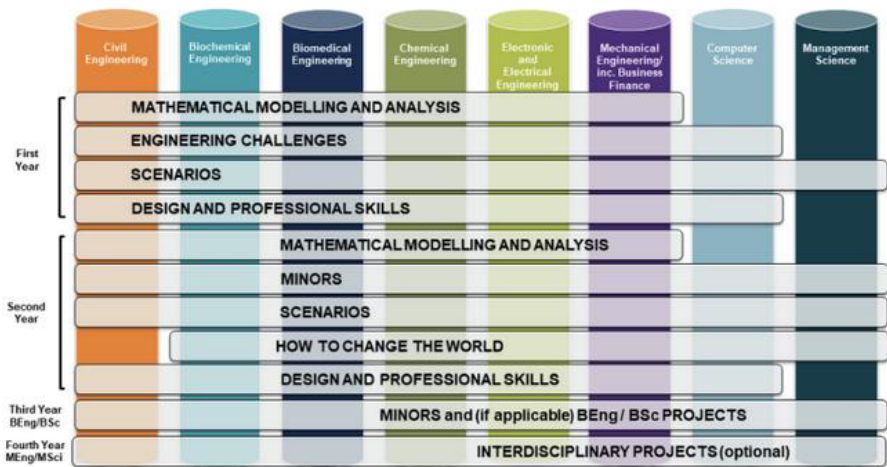 Civil
Engineering
Biochemical
Engineering
Biomedical
Engineering
Chemical
Engineering
Electronic
and
Electrical
Engineering
Mechanical
Engineering/
inc. Business
Finance
Computer
Science
Management
Science
First
Year
MATHEMATICAL MODELLING AND ANALYSIS
ENGINEERING CHALLENGES
SCENARIOS
DESIGN AND PROFESSIONAL SKILLS
Second
Year
MATHEMATICAL MODELLING AND ANALYSIS
MINORS
SCENARIOS
HOW TO CHANGE THE WORLD
DESIGN AND PROFESSIONAL SKILLS
Third Year
BEng/BSc
MINORS and (if applicable) BEng / BSc PROJECTS
Fourth Year
MEng/MSci
INTERDISCIPLINARY PROJECTS (optional)